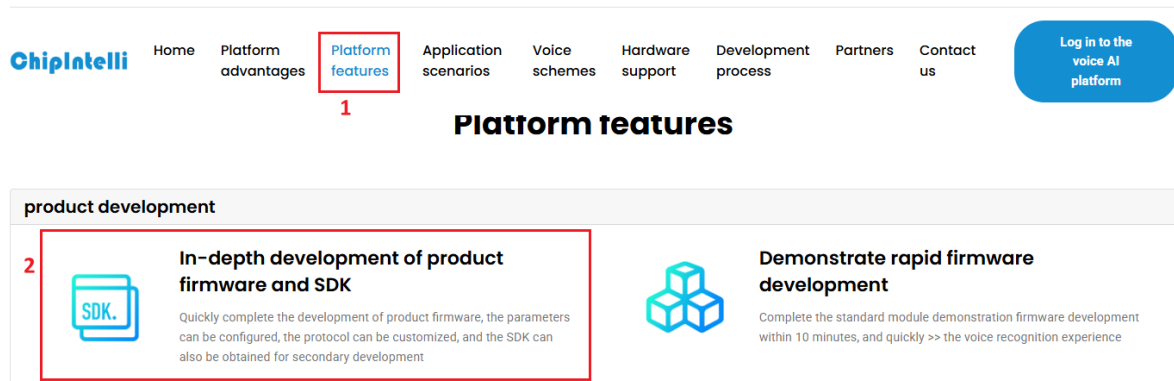 ChipIntelli
Home
Platform
advantages
Platform
features
Application
scenarios
Voice
schemes
Hardware
support
Development
process
Partners
Contact
us
Log in to the
voice AI
platform
1
Platform features
product development
2
SDK.
In-depth development of product
firmware and SDK
Quickly complete the development of product firmware, the parameters
can be configured, the protocol can be customized, and the SDK can
also be obtained for secondary development
Demonstrate rapid firmware
development
Complete the standard module demonstration firmware development
within 10 minutes, and quickly >> the voice recognition experience